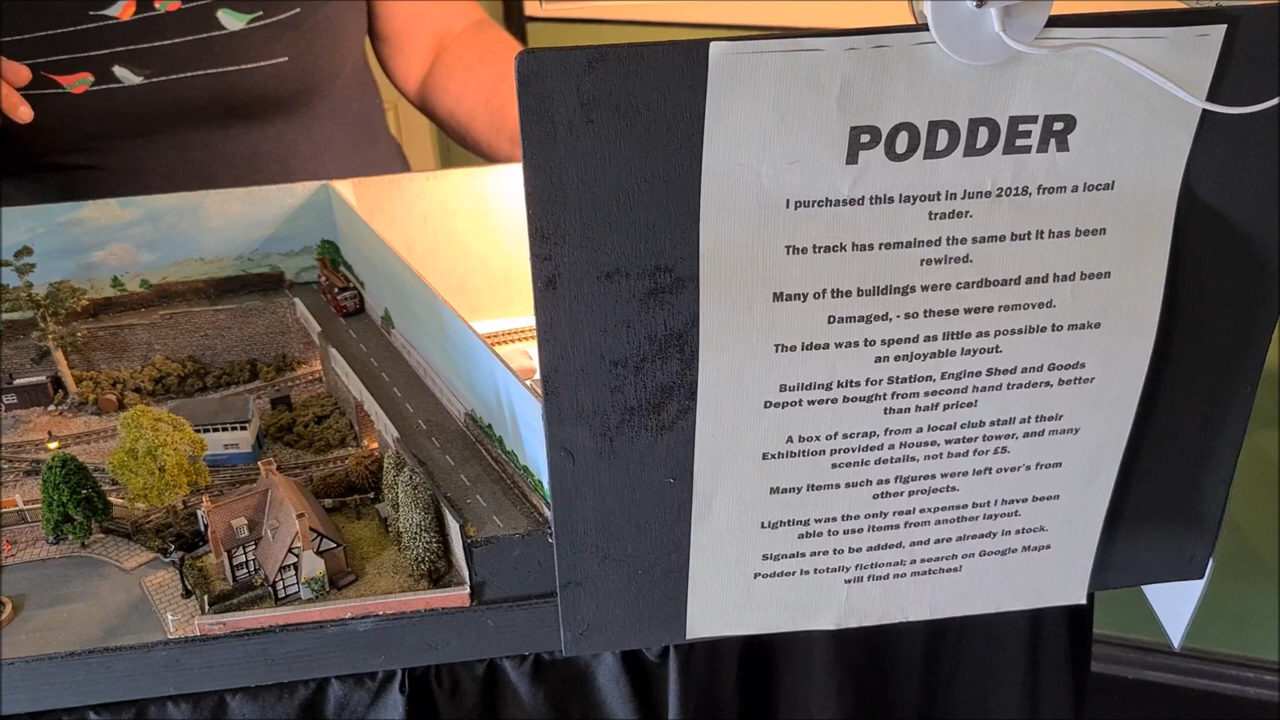 PODDER
I purchased this layout in June 2018, from a local
trader.
The track has remained the same but it has been
rewired.
Many of the buildings were cardboard and had been
Damaged, - so these were removed.
The idea was to spend as little as possible to make
an enjoyable layout.
Building kits for Station, Engine Shed and Goods
Depot were bought from second hand traders, better
than half price!
A box of scrap, from a local club stall at their
Exhibition provided a House, water tower, and many
scenic details, not bad for £5.
Many items such as figures were left over's from
other projects.
Lighting was the only real expense but I have been
able to use items from another layout.
Signals are to be added, and are already in stock.
Podder is totally fictional; a search on Google Maps
will find no matches!